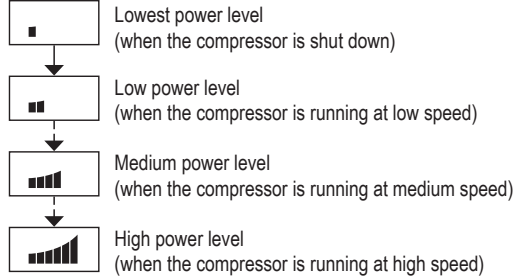 Lowest power level
(when the compressor is shut down)
Low power level
(when the compressor is running at low speed)
Medium power level
(when the compressor is running at medium speed)
High power level
(when the compressor is running at high speed)